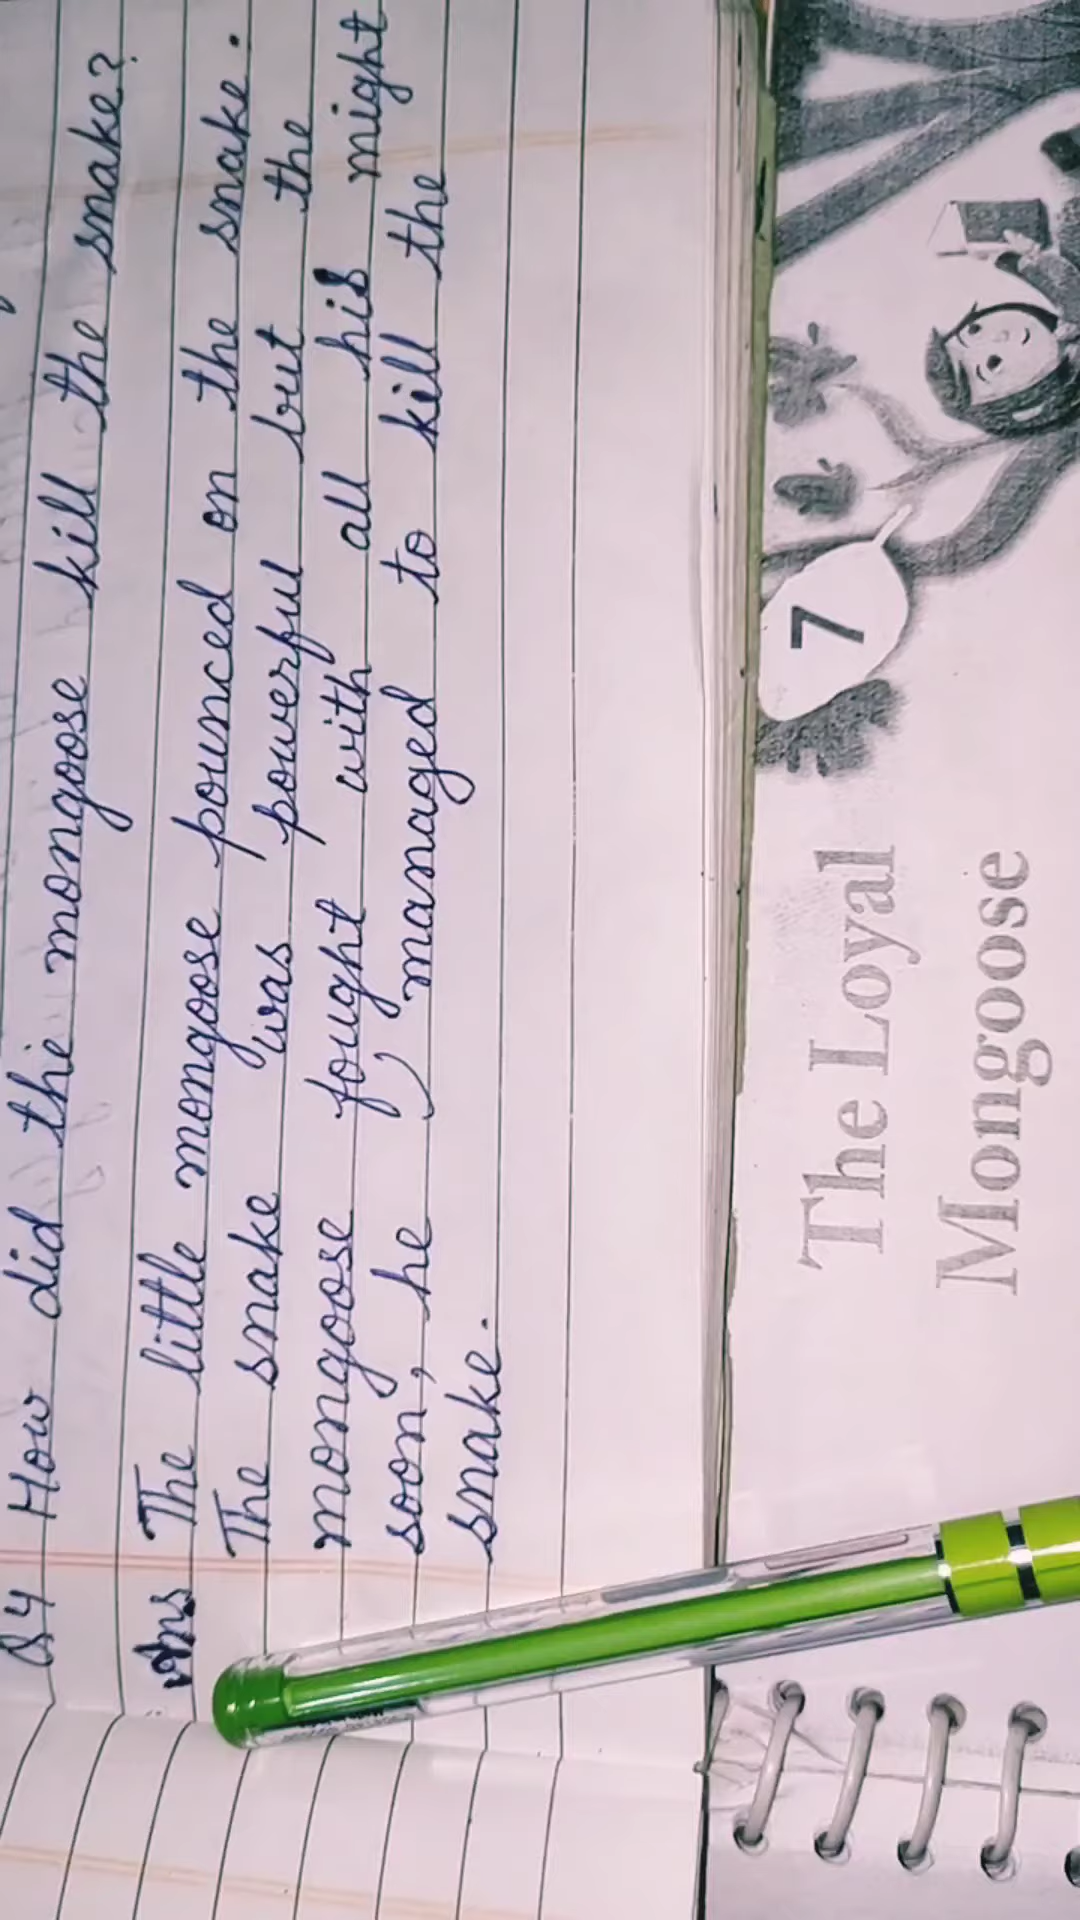 Q4 How did the mongoose kill the snake?
Ans The little mongoose pounced on the snake.
The snake was powerful but the
mongoose fought with all his might
soon, he managed to kill the
snake.
7
The Loyal
Mongoose